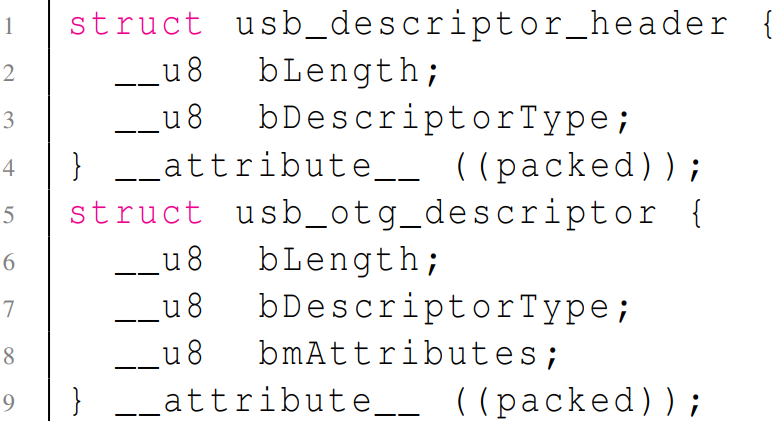 1 struct usb_descriptor_header {
2 __u8 bLength;
3 __u8 bDescriptorType;
4 } __attribute__ ((packed));
5 struct usb_otg_descriptor {
6 __u8 bLength;
7 __u8 bDescriptorType;
8 __u8 bmAttributes;
9 } __attribute__ ((packed));